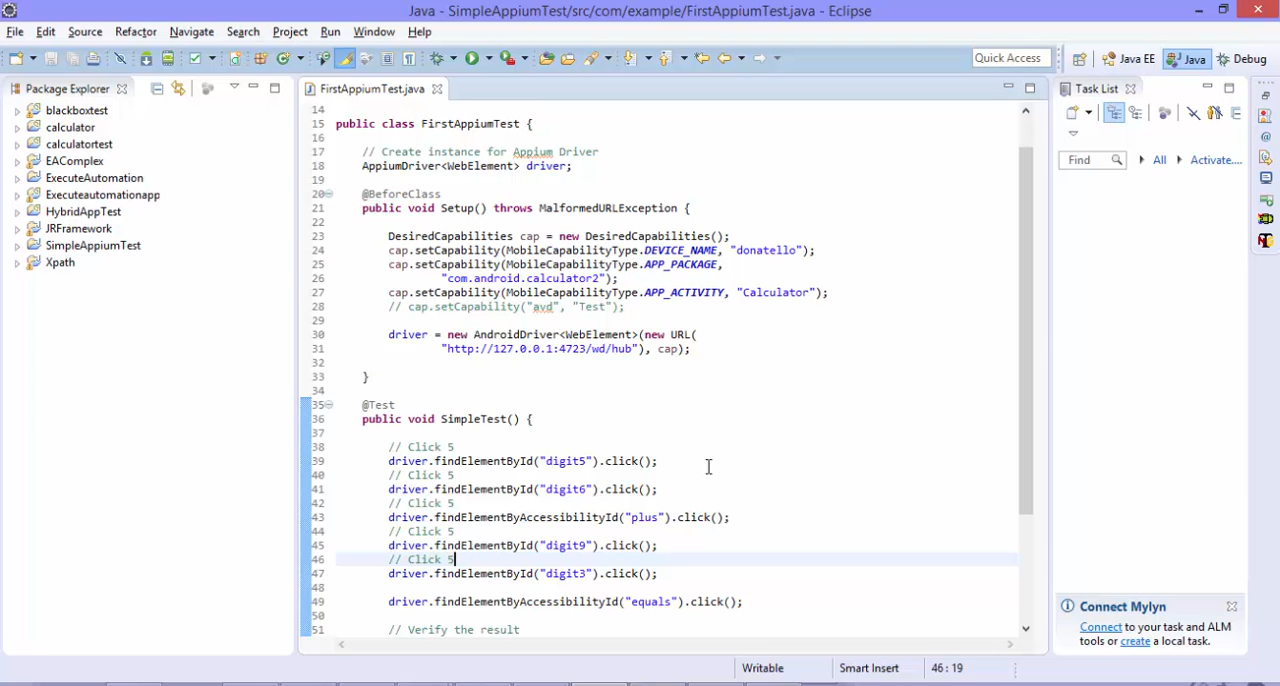 Java - SimpleAppiumTest/src/com/example/FirstAppiumTest.java - Eclipse
File Edit Source Refactor Navigate Search Project Run Window Help
Quick Access
Java EE
Java
Debug
Package Explorer
blackboxtest
calculator
calculatortest
EAComplex
ExecuteAutomation
Executeautomationapp
HybridAppTest
JRFramework
SimpleAppiumTest
Xpath
FirstAppiumTest.java
14
15 public class FirstAppiumTest {
16
17 // Create instance for Appium Driver
18 AppiumDriver<WebElement> driver;
19
20 @BeforeClass
21 public void Setup() throws MalformedURLException {
22
23 DesiredCapabilities cap = new DesiredCapabilities();
24 cap.setCapability(MobileCapabilityType.DEVICE_NAME, "donatello");
25 cap.setCapability(MobileCapabilityType.APP_PACKAGE,
26 "com.android.calculator2");
27 cap.setCapability(MobileCapabilityType.APP_ACTIVITY, "Calculator");
28 // cap.setCapability("avd", "Test");
29
30 driver = new AndroidDriver<WebElement>(new URL(
31 "http://127.0.0.1:4723/wd/hub"), cap);
32
33 }
34
35 @Test
36 public void SimpleTest() {
37
38 // Click 5
39 driver.findElementById("digit5").click();
40 // Click 5
41 driver.findElementById("digit6").click();
42 // Click 5
43 driver.findElementByAccessibilityId("plus").click();
44 // Click 5
45 driver.findElementById("digit9").click();
46 // Click 5
47 driver.findElementById("digit3").click();
48
49 driver.findElementByAccessibilityId("equals").click();
50
51 // Verify the result
Task List
Find All Activate....
Connect Mylyn
Connect to your task and ALM
tools or create a local task.
Writable Smart Insert 46 : 19